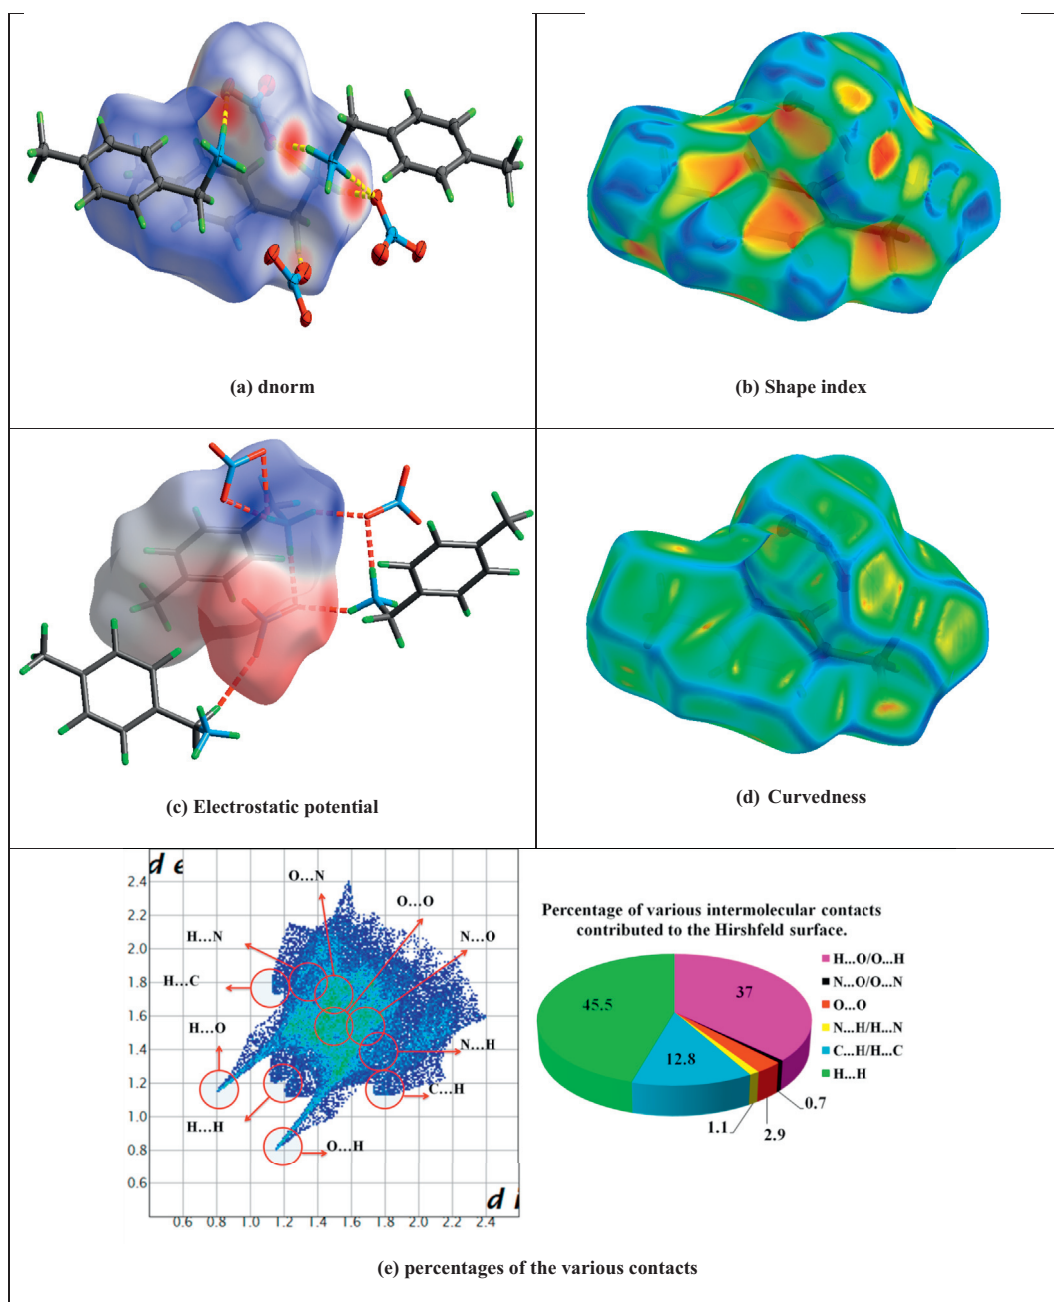 (a) dnorm
(b) Shape index
(c) Electrostatic potential
(d) Curvedness
d e
2.4
2.2
2.0
1.8
1.6
1.4
1.2
1.0
0.8
0.6
O...N
O...O
H...N
N...O
H...C
H...O
N...H
C...H
H...H
O...H
d i
0.6 0.8 1.0 1.2 1.4 1.6 1.8 2.0 2.2 2.4
Percentage of various intermolecular contacts
contributed to the Hirshfeld surface.
45.5
37
12.8
1.1
2.9
0.7
H...O/O...H
N...O/O...N
O...O
N...H/H...N
C...H/H...C
H...H
(e) percentages of the various contacts